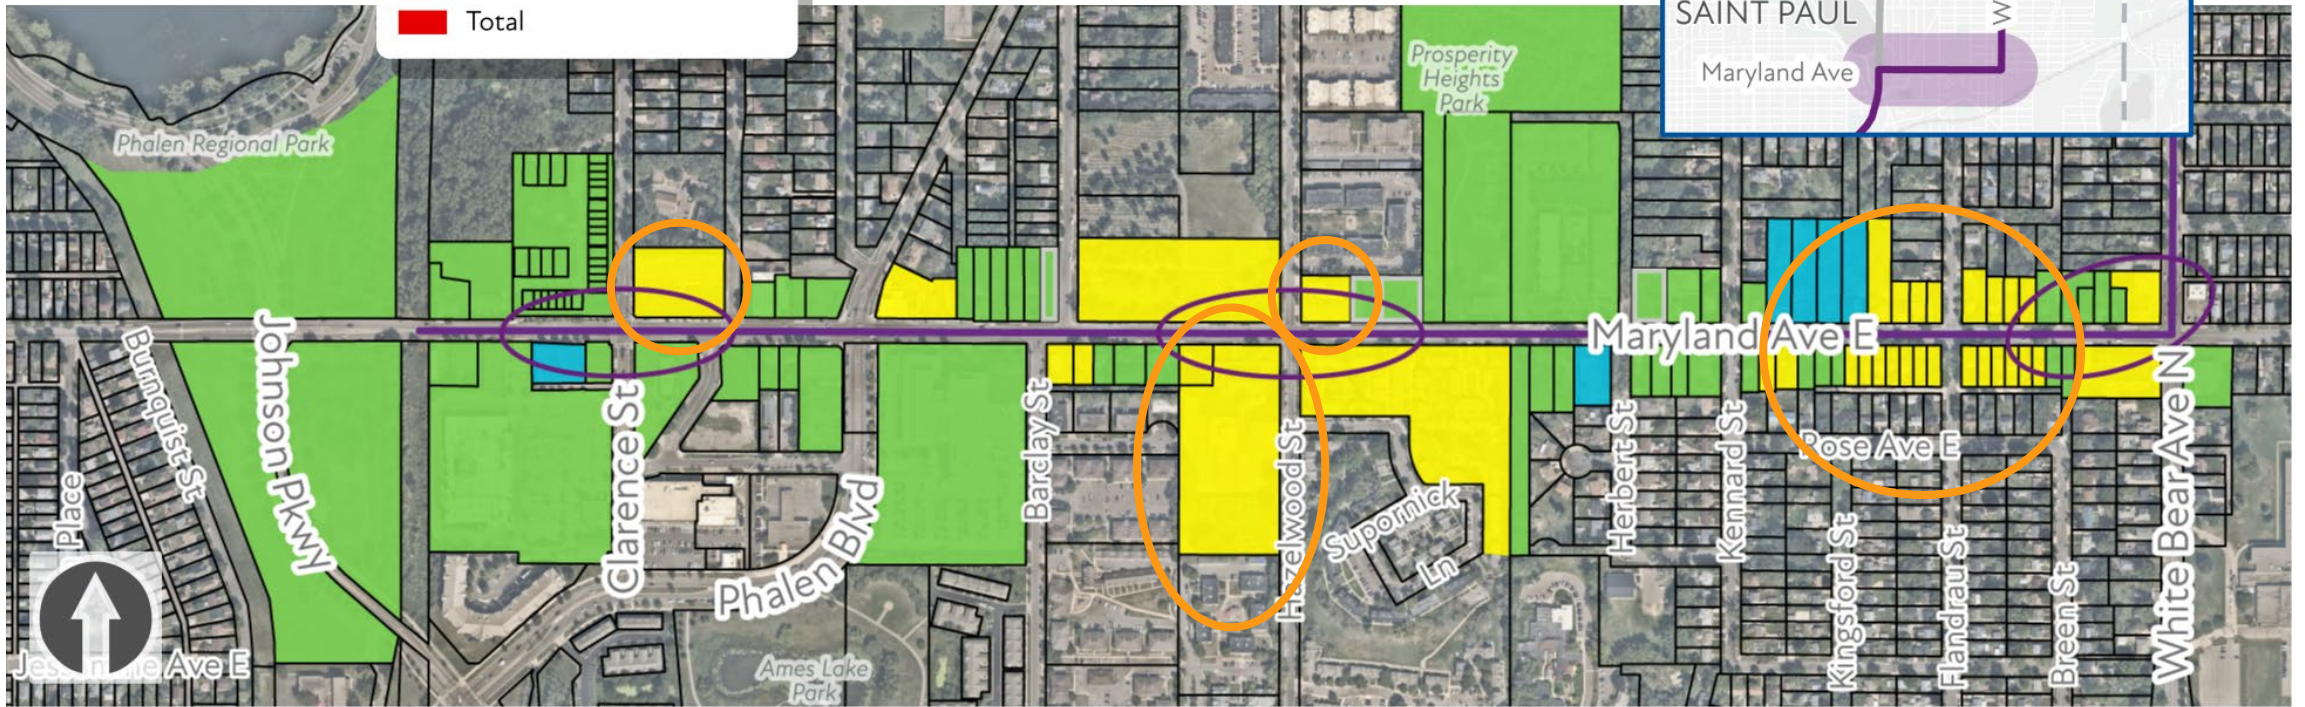 Total
SAINT PAUL
W
Maryland Ave
Prosperity
Heights
Park
Phalen Regional Park
Maryland Ave E
Burnquist St
Johnson Pkwy
Place
Clarence St
Phalen Blvd
Barclay St
Hazelwood St
Supornick
Ln
Herbert St
Kennard St
Rose Ave E
Kingsford St
Flandrau St
Breen St
White Bear Ave N
Ames Lake
Park
Ave E